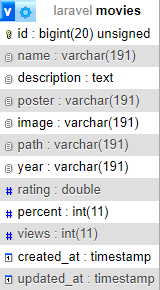 v laravel movies
id : bigint(20) unsigned
name : varchar(191)
description : text
poster : varchar(191)
image : varchar(191)
path : varchar(191)
year : varchar(191)
# rating : double
# percent : int(11)
# views : int(11)
created_at : timestamp
updated_at : timestamp